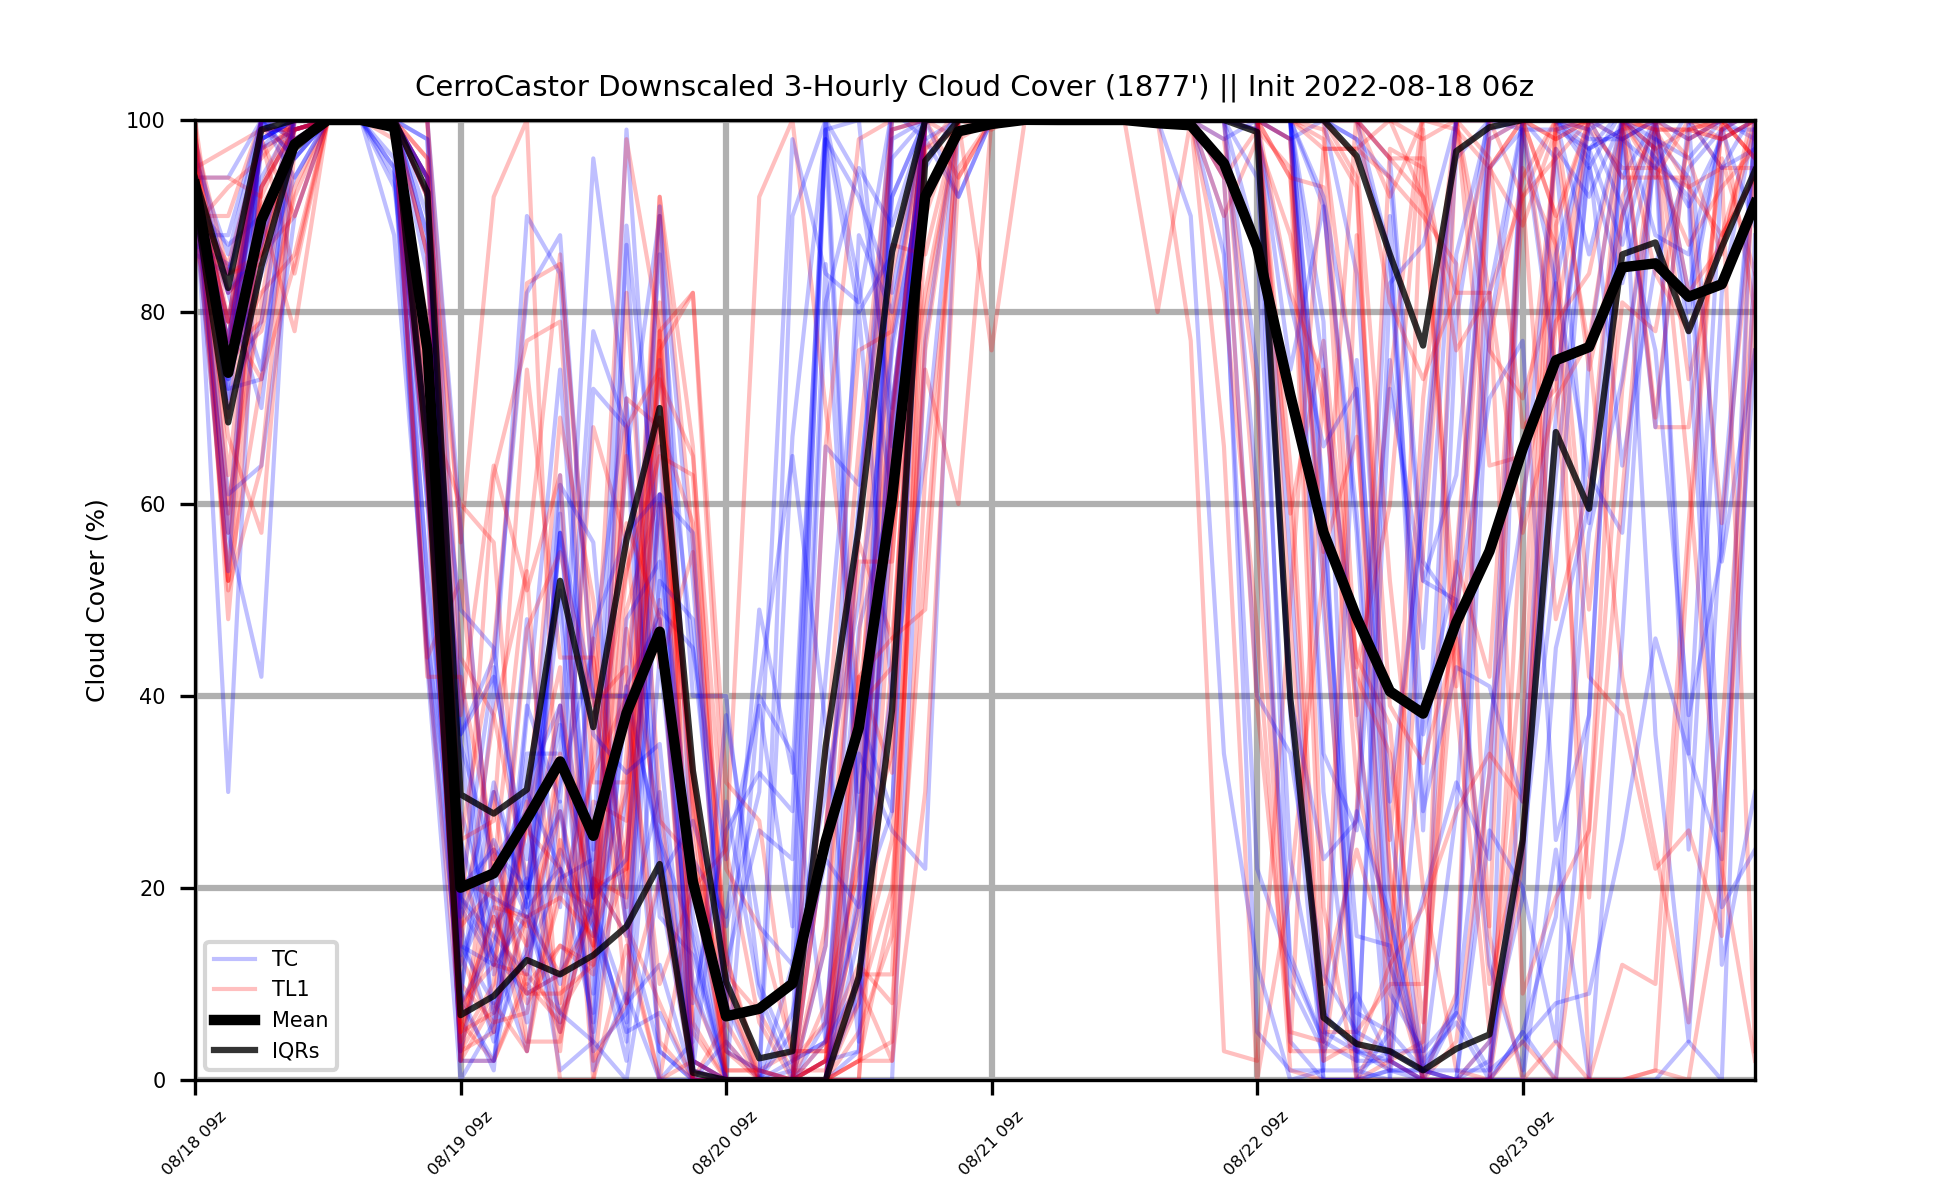 CerroCastor Downscaled 3-Hourly Cloud Cover (1877') || Init 2022-08-18 06z
Cloud Cover (%)
100
80
60
40
20
0
TC
TL1
Mean
IQRs
08/18 09z
08/19 09z
08/20 09z
08/21 09z
08/22 09z
08/23 09z